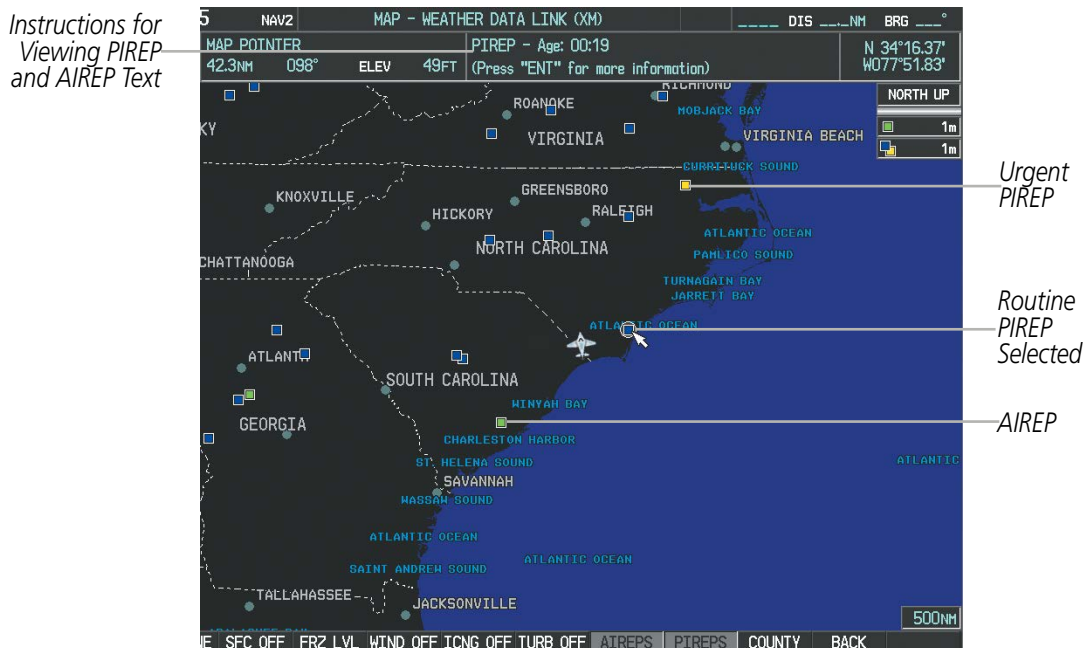 Instructions for
Viewing PIREP
and AIREP Text
5 NAV2 MAP - WEATHER DATA LINK (XM) ____ DIS __._NM BRG ___°
MAP POINTER PIREP - Age: 00:19 N 34°16.37'
42.3NM 098° ELEV 49FT (Press "ENT" for more information) W077°51.83'
NORTH UP
1m
1m
RICHMOND
ROANOKE
MOBJACK BAY
KY
VIRGINIA
VIRGINIA BEACH
CURRITUCK SOUND
Urgent
PIREP
KNOXVILLE
GREENSBORO
HICKORY
RALEIGH
ATLANTIC OCEAN
NORTH CAROLINA
PAMLICO SOUND
CHATTANOOGA
TURNAGAIN BAY
JARRETT BAY
Routine
PIREP
Selected
ATLANTIC OCEAN
ATLANTA
SOUTH CAROLINA
WINYAH BAY
AIREP
GEORGIA
CHARLESTON HARBOR
ST. HELENA SOUND
ATLANTIC
SAVANNAH
WASSAW SOUND
ATLANTIC OCEAN
ATLANTIC OCEAN
SAINT ANDREW SOUND
TALLAHASSEE
JACKSONVILLE
500NM
SFC OFF FRZ LVL WIND OFF ICNG OFF TURB OFF AIREPS PIREPS COUNTY BACK